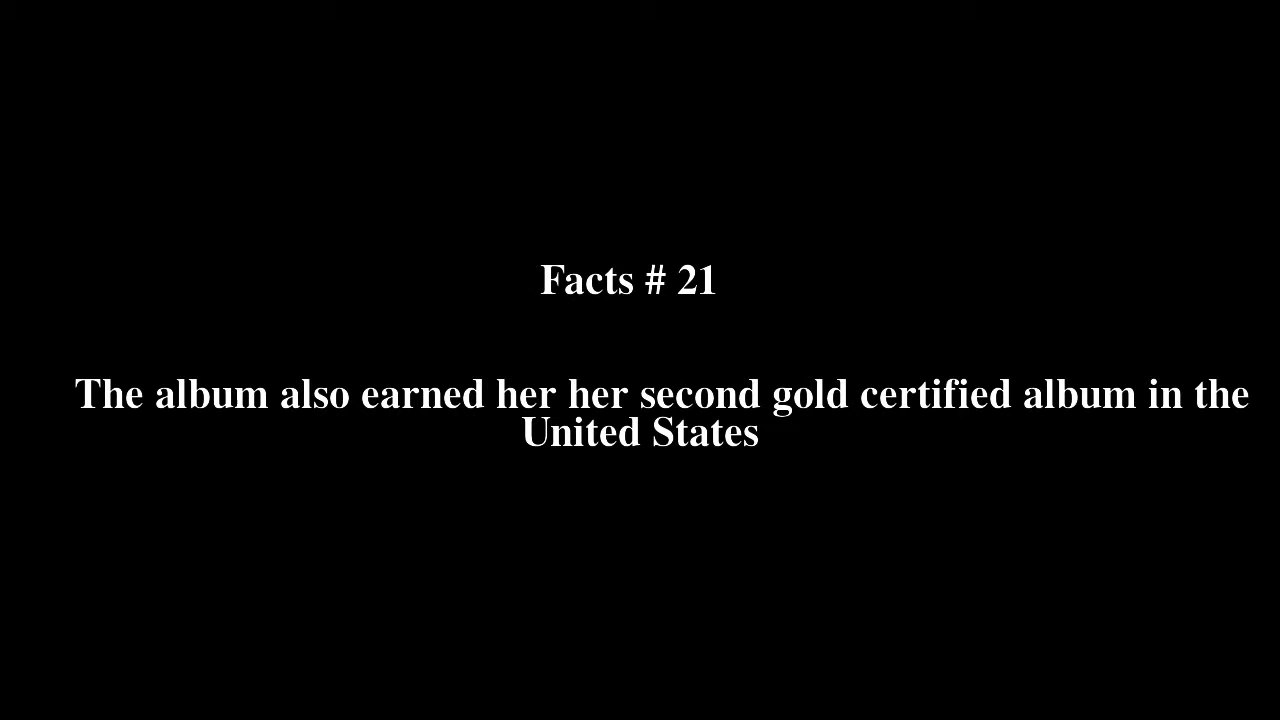 Facts # 21
The album also earned her her second gold certified album in the
United States